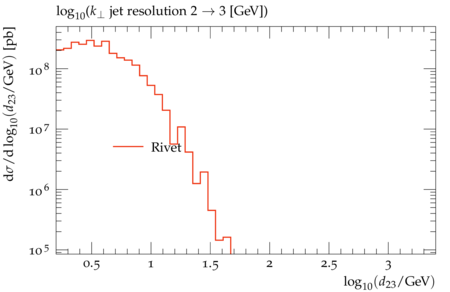 log₁₀(k⊥ jet resolution 2 → 3 [GeV])
dσ/d log₁₀(d₂₃/GeV) [pb]
10⁸
10⁷
10⁶
10⁵
Rivet
0.5 1 1.5 2 2.5 3
log₁₀(d₂₃/GeV)